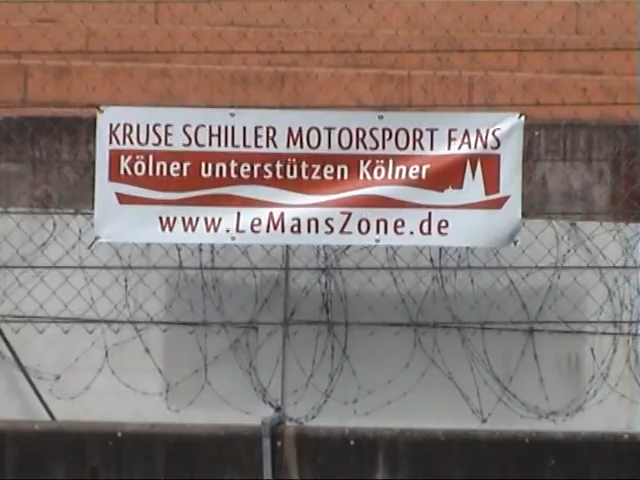 KRUSE SCHILLER MOTORSPORT FANS
Kölner unterstützen Kölner
www.LeMansZone.de